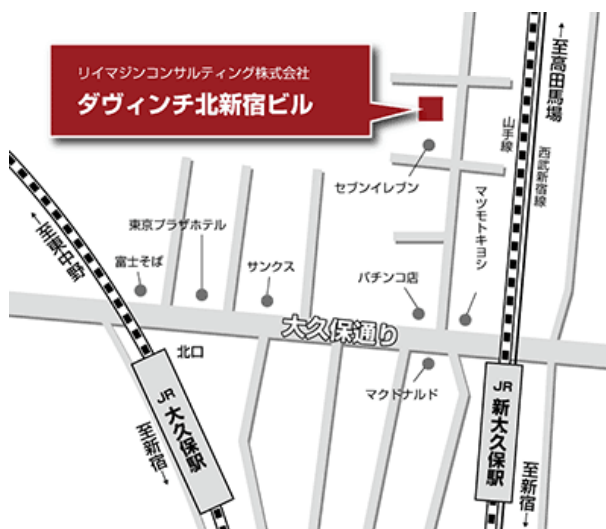 リイマジンコンサルティング株式会社
ダヴィンチ北新宿ビル
至高田馬場
山手線
西武新宿線
セブンイレブン
マツモトキヨシ
至東中野
東京プラザホテル
富士そば
サンクス
パチンコ店
大久保通り
北口
マクドナルド
JR 大久保駅
JR 新大久保駅
至新宿
至新宿